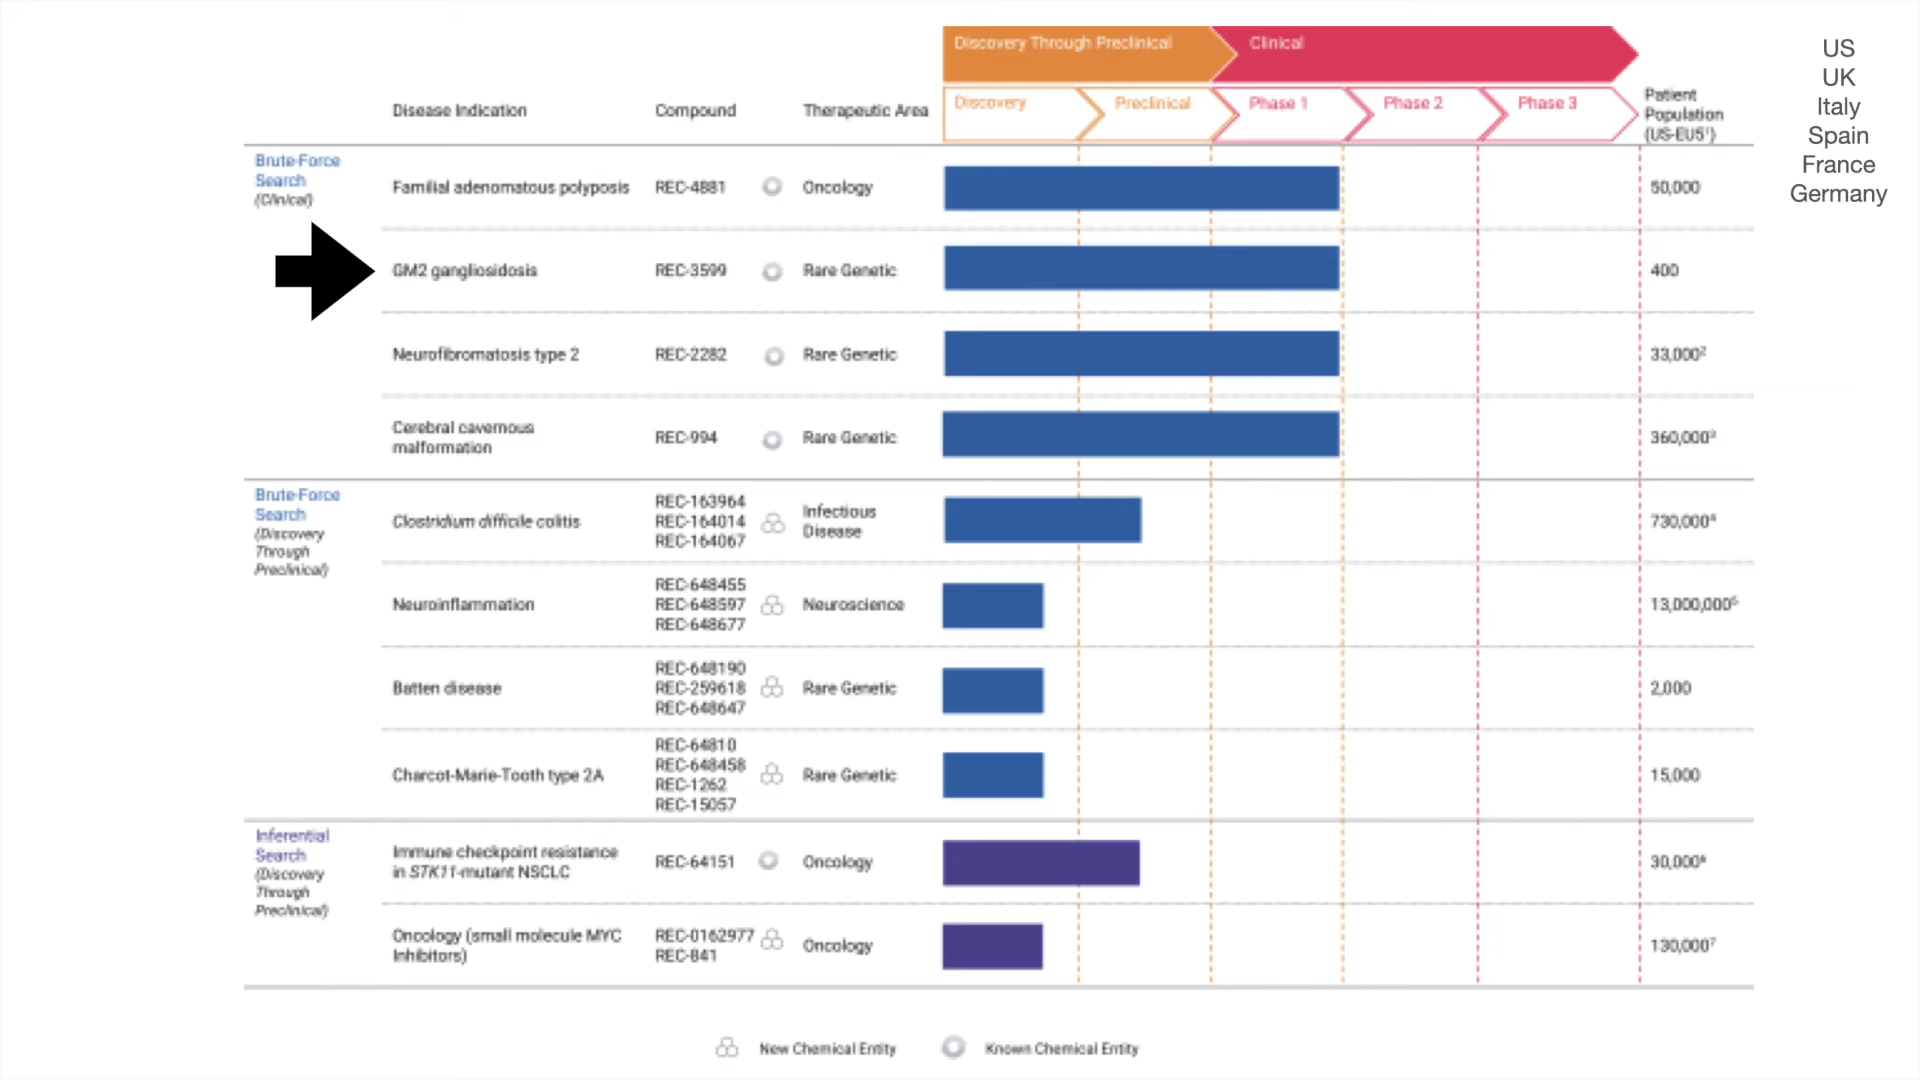 Discovery Through Preclinical
Clinical
US
UK
Italy
Spain
France
Germany
Disease Indication
Compound
Therapeutic Area
Discovery
Preclinical
Phase 1
Phase 2
Phase 3
Patient
Population
(US-EU5¹)
Brute-Force
Search
(Clinical)
Familial adenomatous polyposis
REC-4881
Oncology
50,000
GM2 gangliosidosis
REC-3599
Rare Genetic
400
Neurofibromatosis type 2
REC-2282
Rare Genetic
33,000²
Cerebral cavernous
malformation
REC-994
Rare Genetic
360,000³
Brute-Force
Search
(Discovery
Through
Preclinical)
Clostridium difficile colitis
REC-163964
REC-164014
REC-164067
Infectious
Disease
730,000⁴
Neuroinflammation
REC-648455
REC-648597
REC-648677
Neuroscience
13,000,000⁵
Batten disease
REC-648190
REC-259618
REC-648647
Rare Genetic
2,000
Charcot-Marie-Tooth type 2A
REC-64810
REC-648458
REC-1262
REC-15057
Rare Genetic
15,000
Inferential
Search
(Discovery
Through
Preclinical)
Immune checkpoint resistance
in STK11-mutant NSCLC
REC-64151
Oncology
30,000⁶
Oncology (small molecule MYC
Inhibitors)
REC-0162977
REC-841
Oncology
130,000⁷
New Chemical Entity
Known Chemical Entity